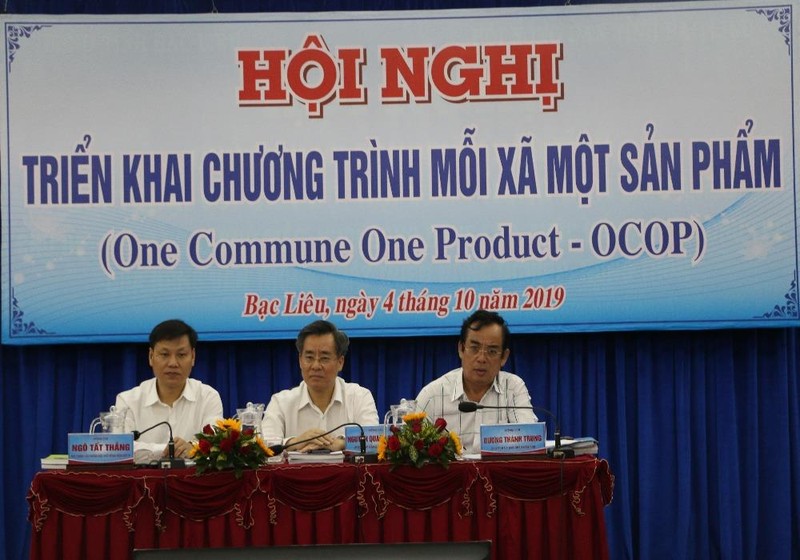 HỘI NGHỊ
TRIỂN KHAI CHƯƠNG TRÌNH MỖI XÃ MỘT SẢN PHẨM
(One Commune One Product - OCOP)
Bạc Liêu, ngày 4 tháng 10 năm 2019
NGÔ TẤT THẮNG
DƯƠNG THÀNH TRUNG